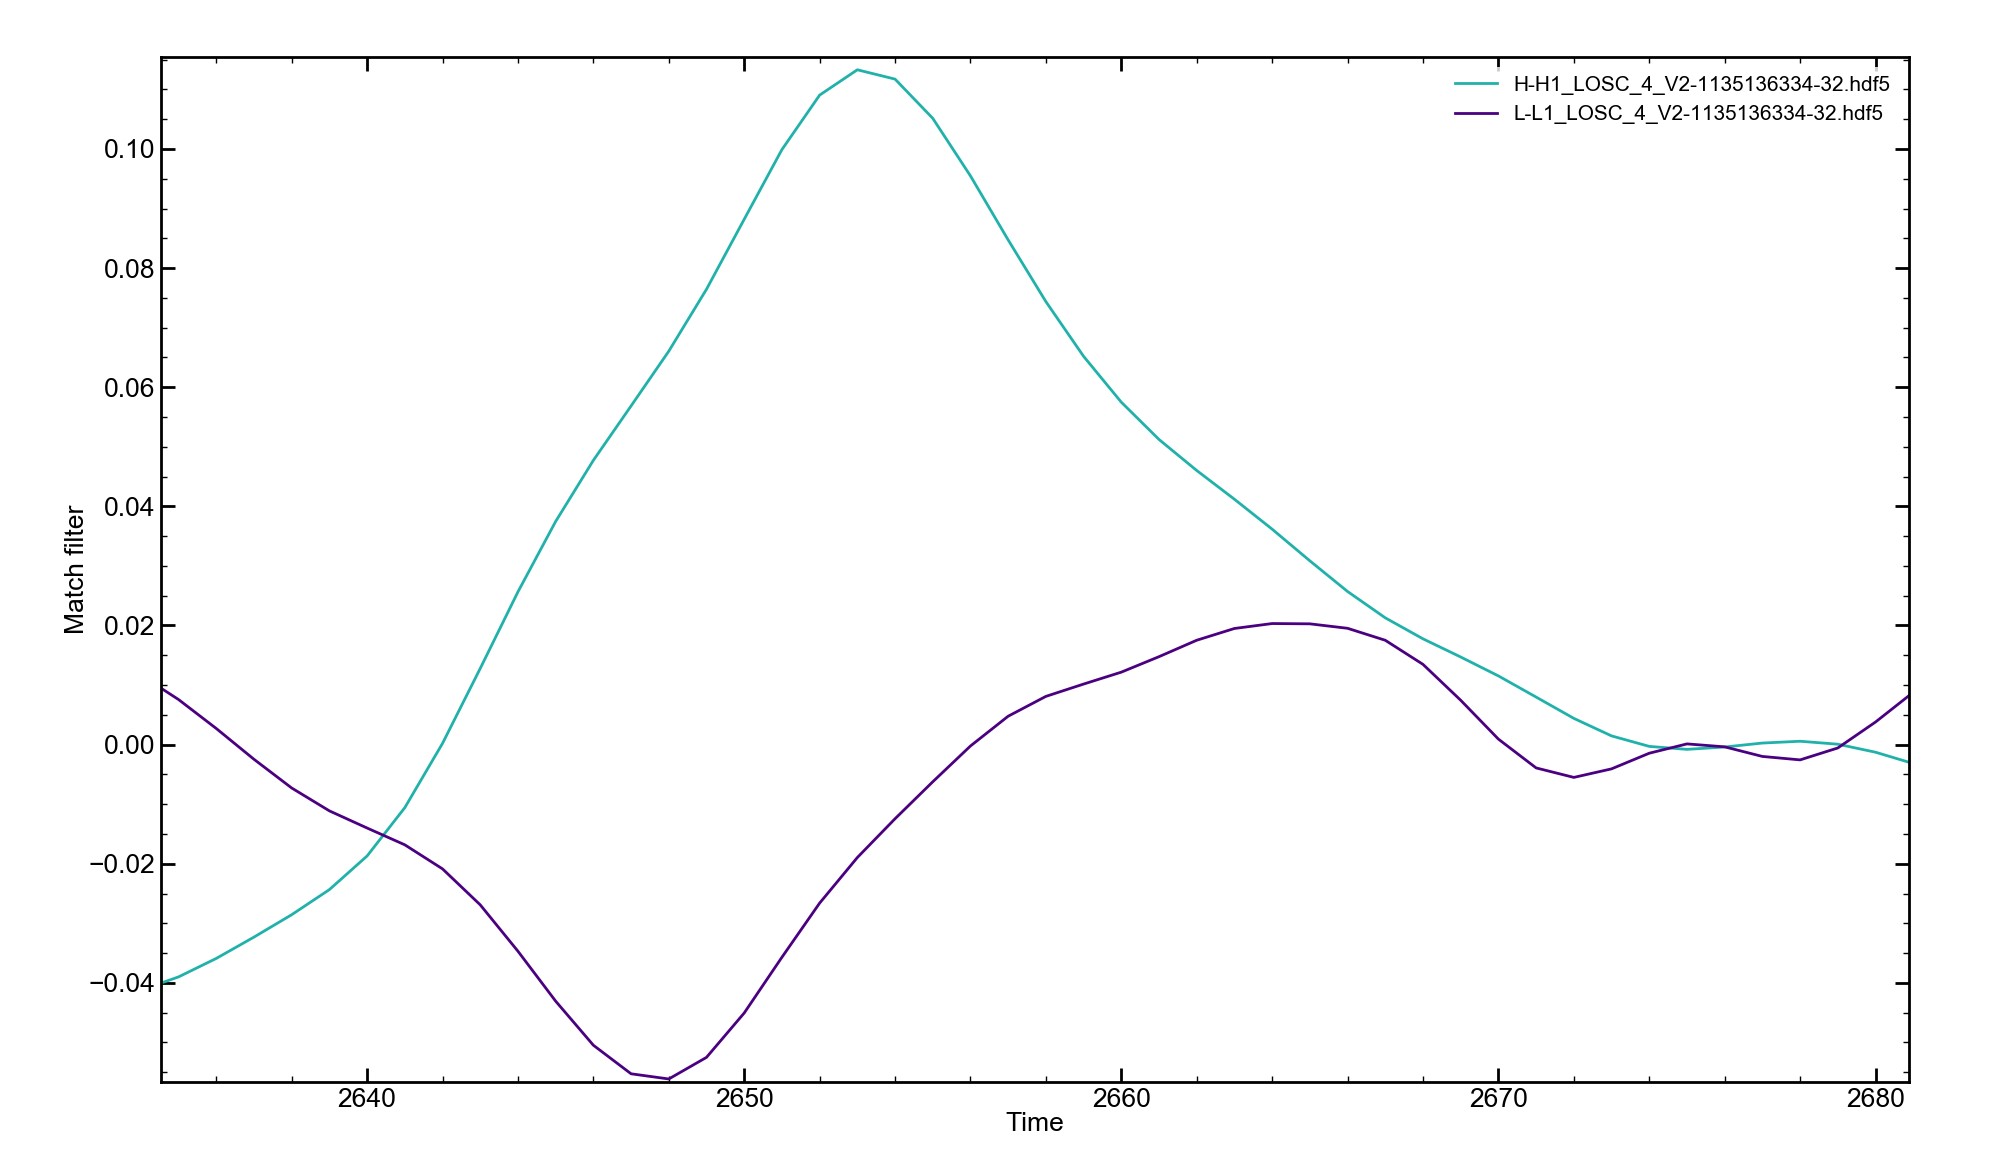 H-H1_LOSC_4_V2-1135136334-32.hdf5
L-L1_LOSC_4_V2-1135136334-32.hdf5
Match filter
0.10
0.08
0.06
0.04
0.02
0.00
−0.02
−0.04
2640 2650 2660 2670 2680
Time